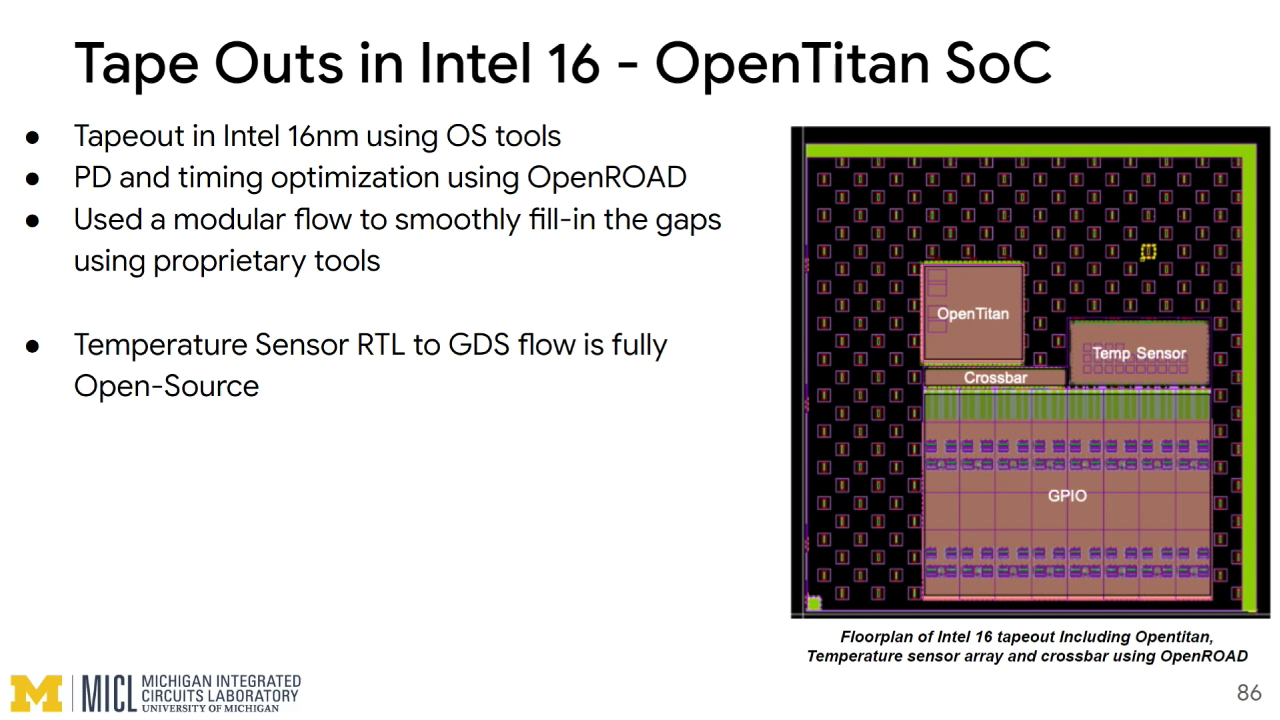 Tape Outs in Intel 16 - OpenTitan SoC
● Tapeout in Intel 16nm using OS tools
● PD and timing optimization using OpenROAD
● Used a modular flow to smoothly fill-in the gaps
using proprietary tools
● Temperature Sensor RTL to GDS flow is fully
Open-Source
OpenTitan
Temp Sensor
Crossbar
GPIO
Floorplan of Intel 16 tapeout Including Opentitan,
Temperature sensor array and crossbar using OpenROAD
M MICL MICHIGAN INTEGRATED
CIRCUITS LABORATORY
UNIVERSITY OF MICHIGAN
86